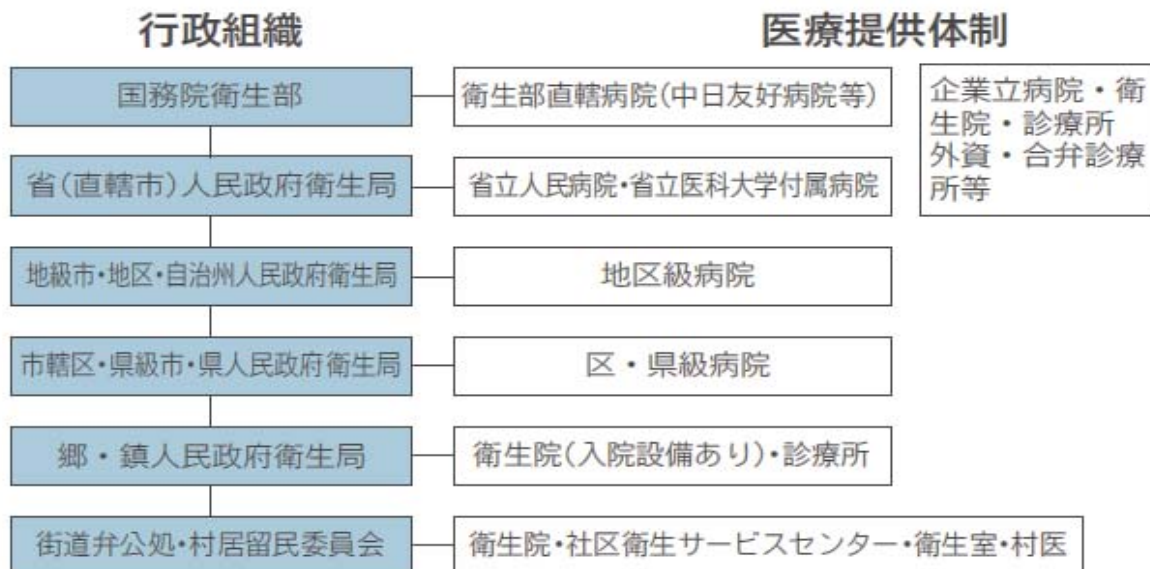 行政組織
医療提供体制
国務院衛生部
衛生部直轄病院(中日友好病院等)
企業立病院・衛
生院・診療所
外資・合弁診療
所等
省(直轄市)人民政府衛生局
省立人民病院・省立医科大学付属病院
地級市・地区・自治州人民政府衛生局
地区級病院
市轄区・県級市・県人民政府衛生局
区・県級病院
郷・鎮人民政府衛生局
衛生院(入院設備あり)・診療所
街道弁公処・村居留民委員会
衛生院・社区衛生サービスセンター・衛生室・村医